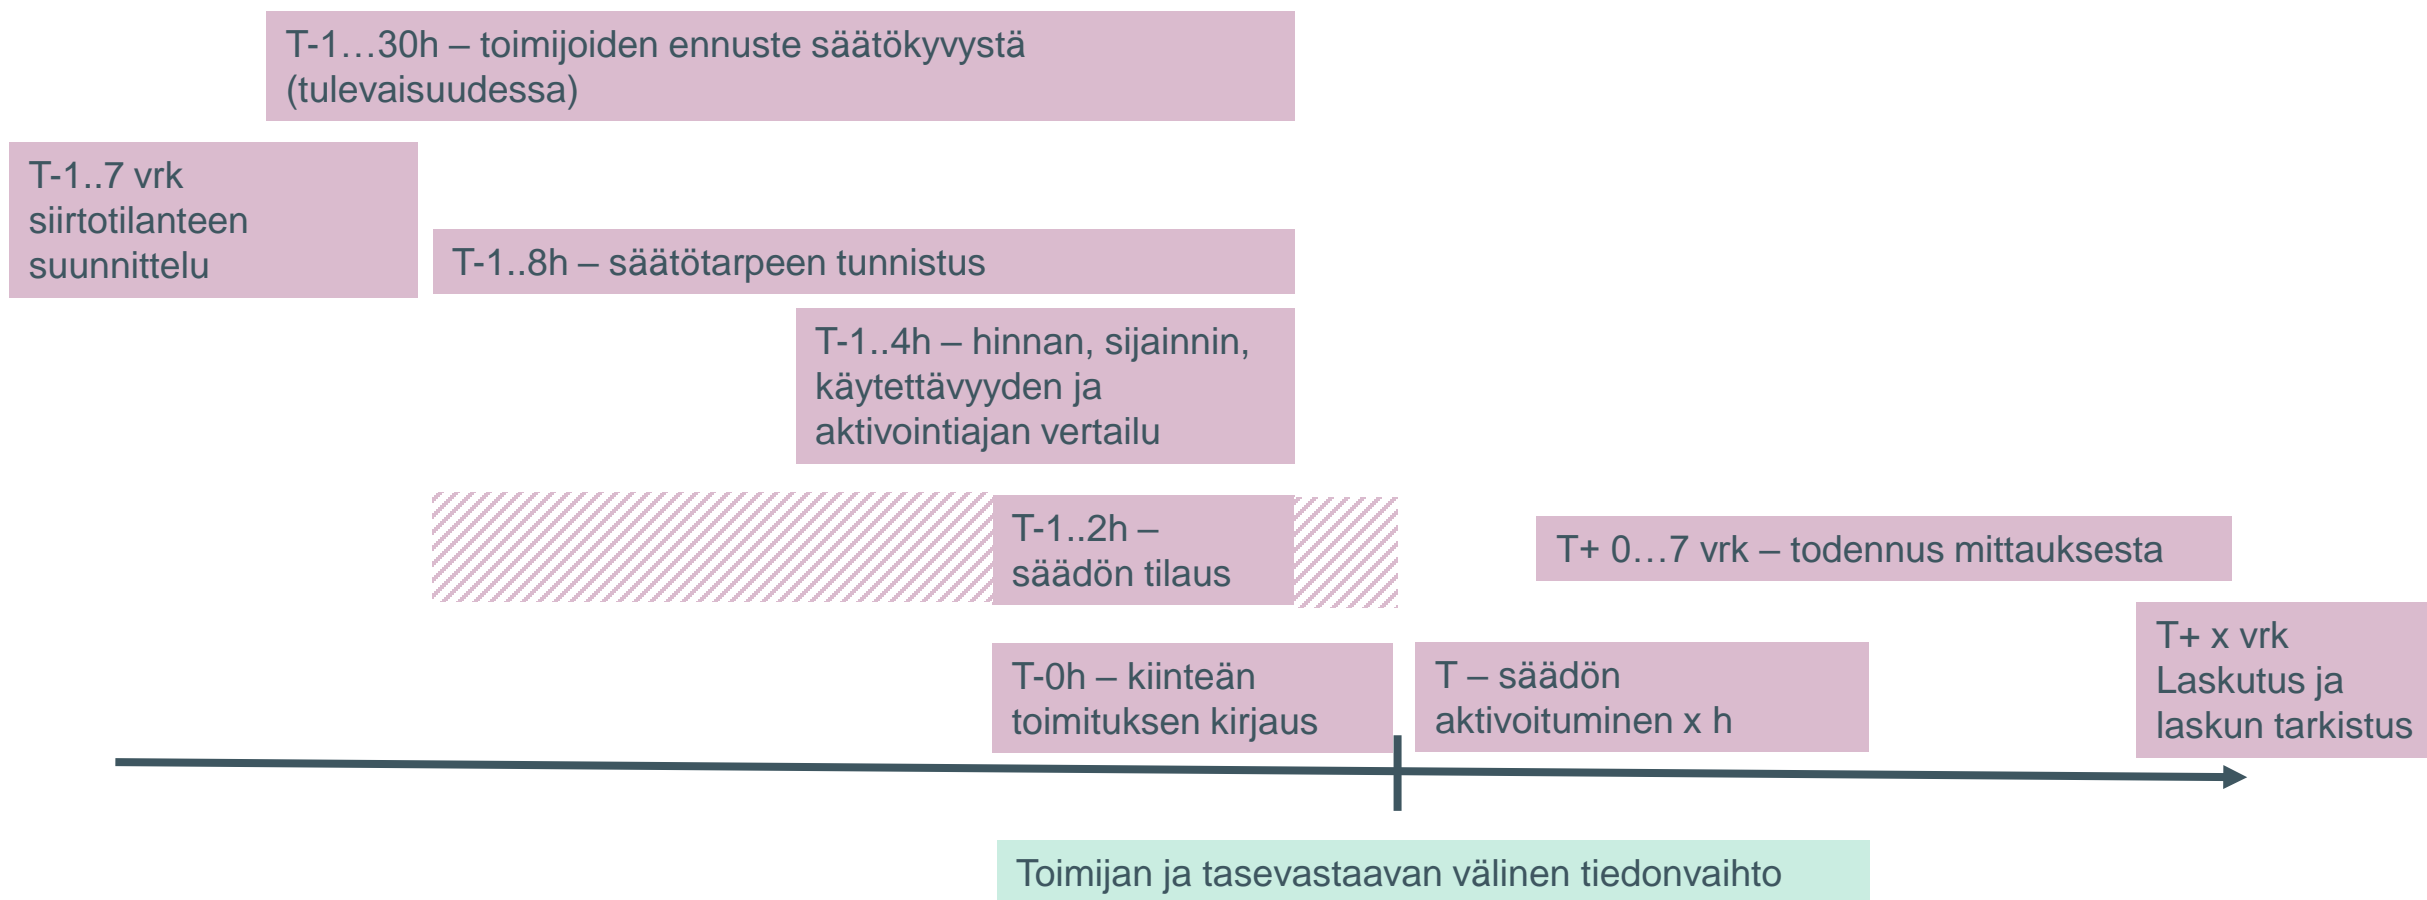 T-1…30h – toimijoiden ennuste säätökyvystä
(tulevaisuudessa)
T-1..7 vrk
siirtotilanteen
suunnittelu
T-1..8h – säätötarpeen tunnistus
T-1..4h – hinnan, sijainnin,
käytettävyyden ja
aktivointiajan vertailu
T-1..2h –
säädön tilaus
T+ 0…7 vrk – todennus mittauksesta
T-0h – kiinteän
toimituksen kirjaus
T – säädön
aktivoituminen x h
T+ x vrk
Laskutus ja
laskun tarkistus
Toimijan ja tasevastaavan välinen tiedonvaihto